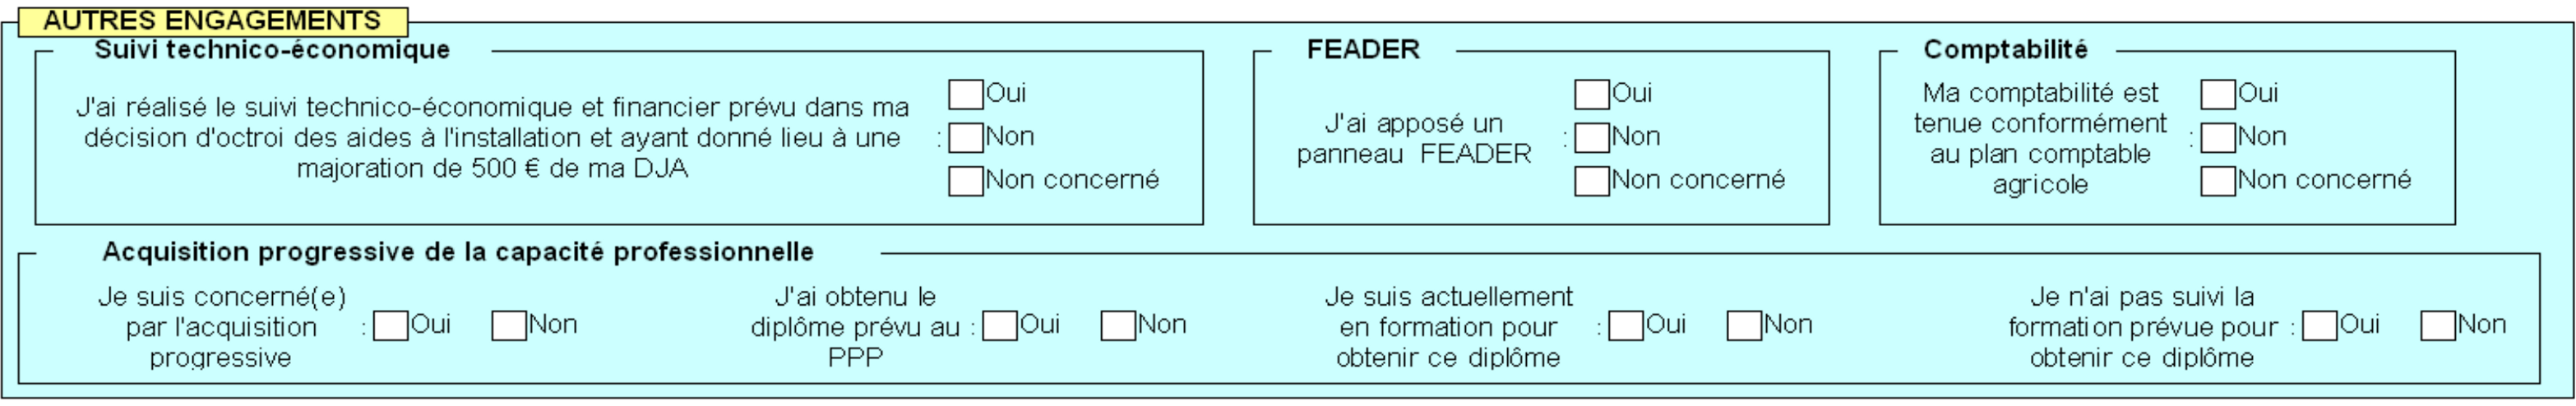 AUTRES ENGAGEMENTS
Suivi technico-économique
J'ai réalisé le suivi technico-économique et financier prévu dans ma
décision d'octroi des aides à l'installation et ayant donné lieu à une
majoration de 500 € de ma DJA
:
Oui
Non
Non concerné
FEADER
J'ai apposé un
panneau FEADER
:
Oui
Non
Non concerné
Comptabilité
Ma comptabilité est
tenue conformément
au plan comptable
agricole
:
Oui
Non
Non concerné
Acquisition progressive de la capacité professionnelle
Je suis concerné(e)
par l'acquisition
progressive
: Oui Non
J'ai obtenu le
diplôme prévu au
PPP
: Oui Non
Je suis actuellement
en formation pour
obtenir ce diplôme
: Oui Non
Je n'ai pas suivi la
formation prévue pour
obtenir ce diplôme
: Oui Non